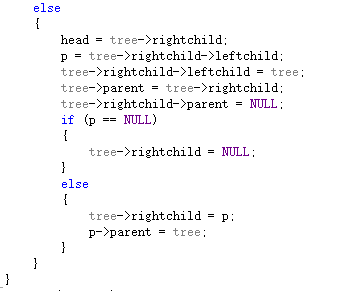 else
{
head = tree->rightchild;
p = tree->rightchild->leftchild;
tree->rightchild->leftchild = tree;
tree->parent = tree->rightchild;
tree->rightchild->parent = NULL;
if (p == NULL)
{
tree->rightchild = NULL;
}
else
{
tree->rightchild = p;
p->parent = tree;
}
}
}